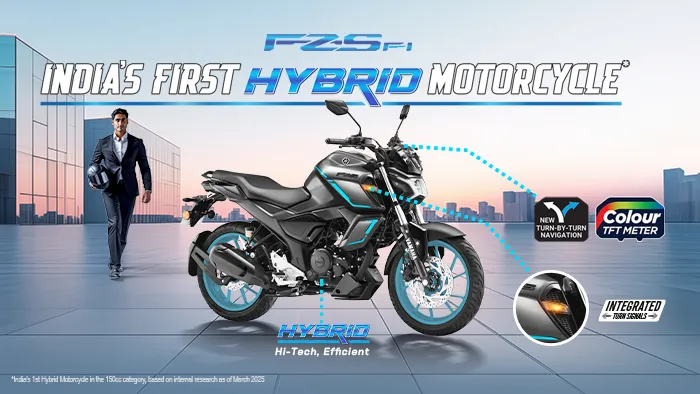 FZ-S FI
INDIA'S FIRST HYBRID MOTORCYCLE*
NEW
TURN-BY-TURN
NAVIGATION
Colour
TFT METER
INTEGRATED
TURN SIGNALS
HYBRID
Hi-Tech, Efficient
*India's 1st Hybrid Motorcycle in the 150cc category, based on internal research as of March 2025